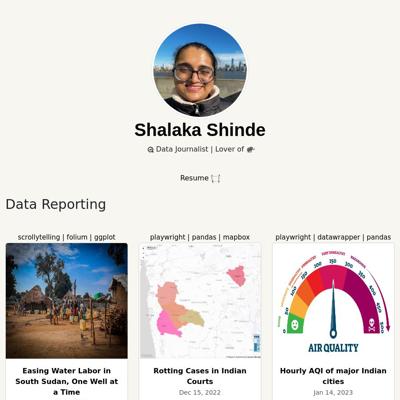 Shalaka Shinde
Data Journalist | Lover of
Resume
Data Reporting
scrollytelling | folium | ggplot
playwright | pandas | mapbox
playwright | datawrapper | pandas
AIR QUALITY
Easing Water Labor in
South Sudan, One Well at
a Time
Rotting Cases in Indian
Courts
Dec 15, 2022
Hourly AQI of major Indian
cities
Jan 14, 2023